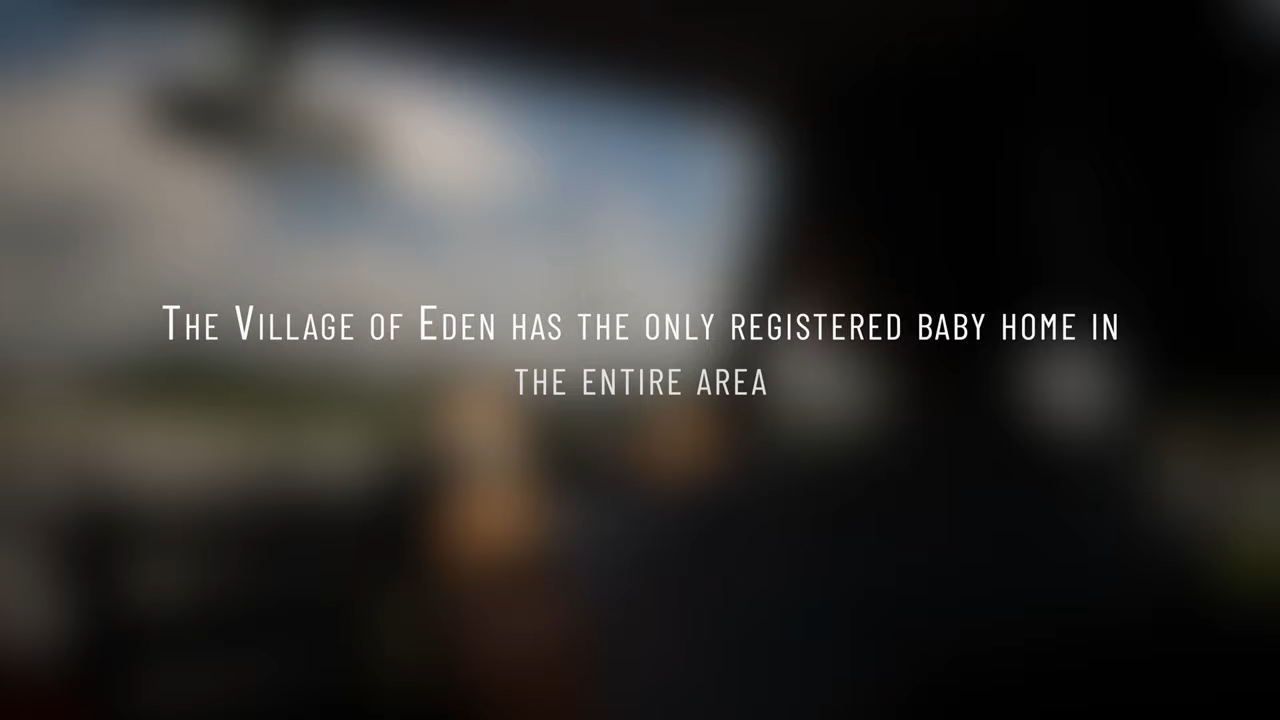 The Village of Eden has the only registered baby home in
the entire area